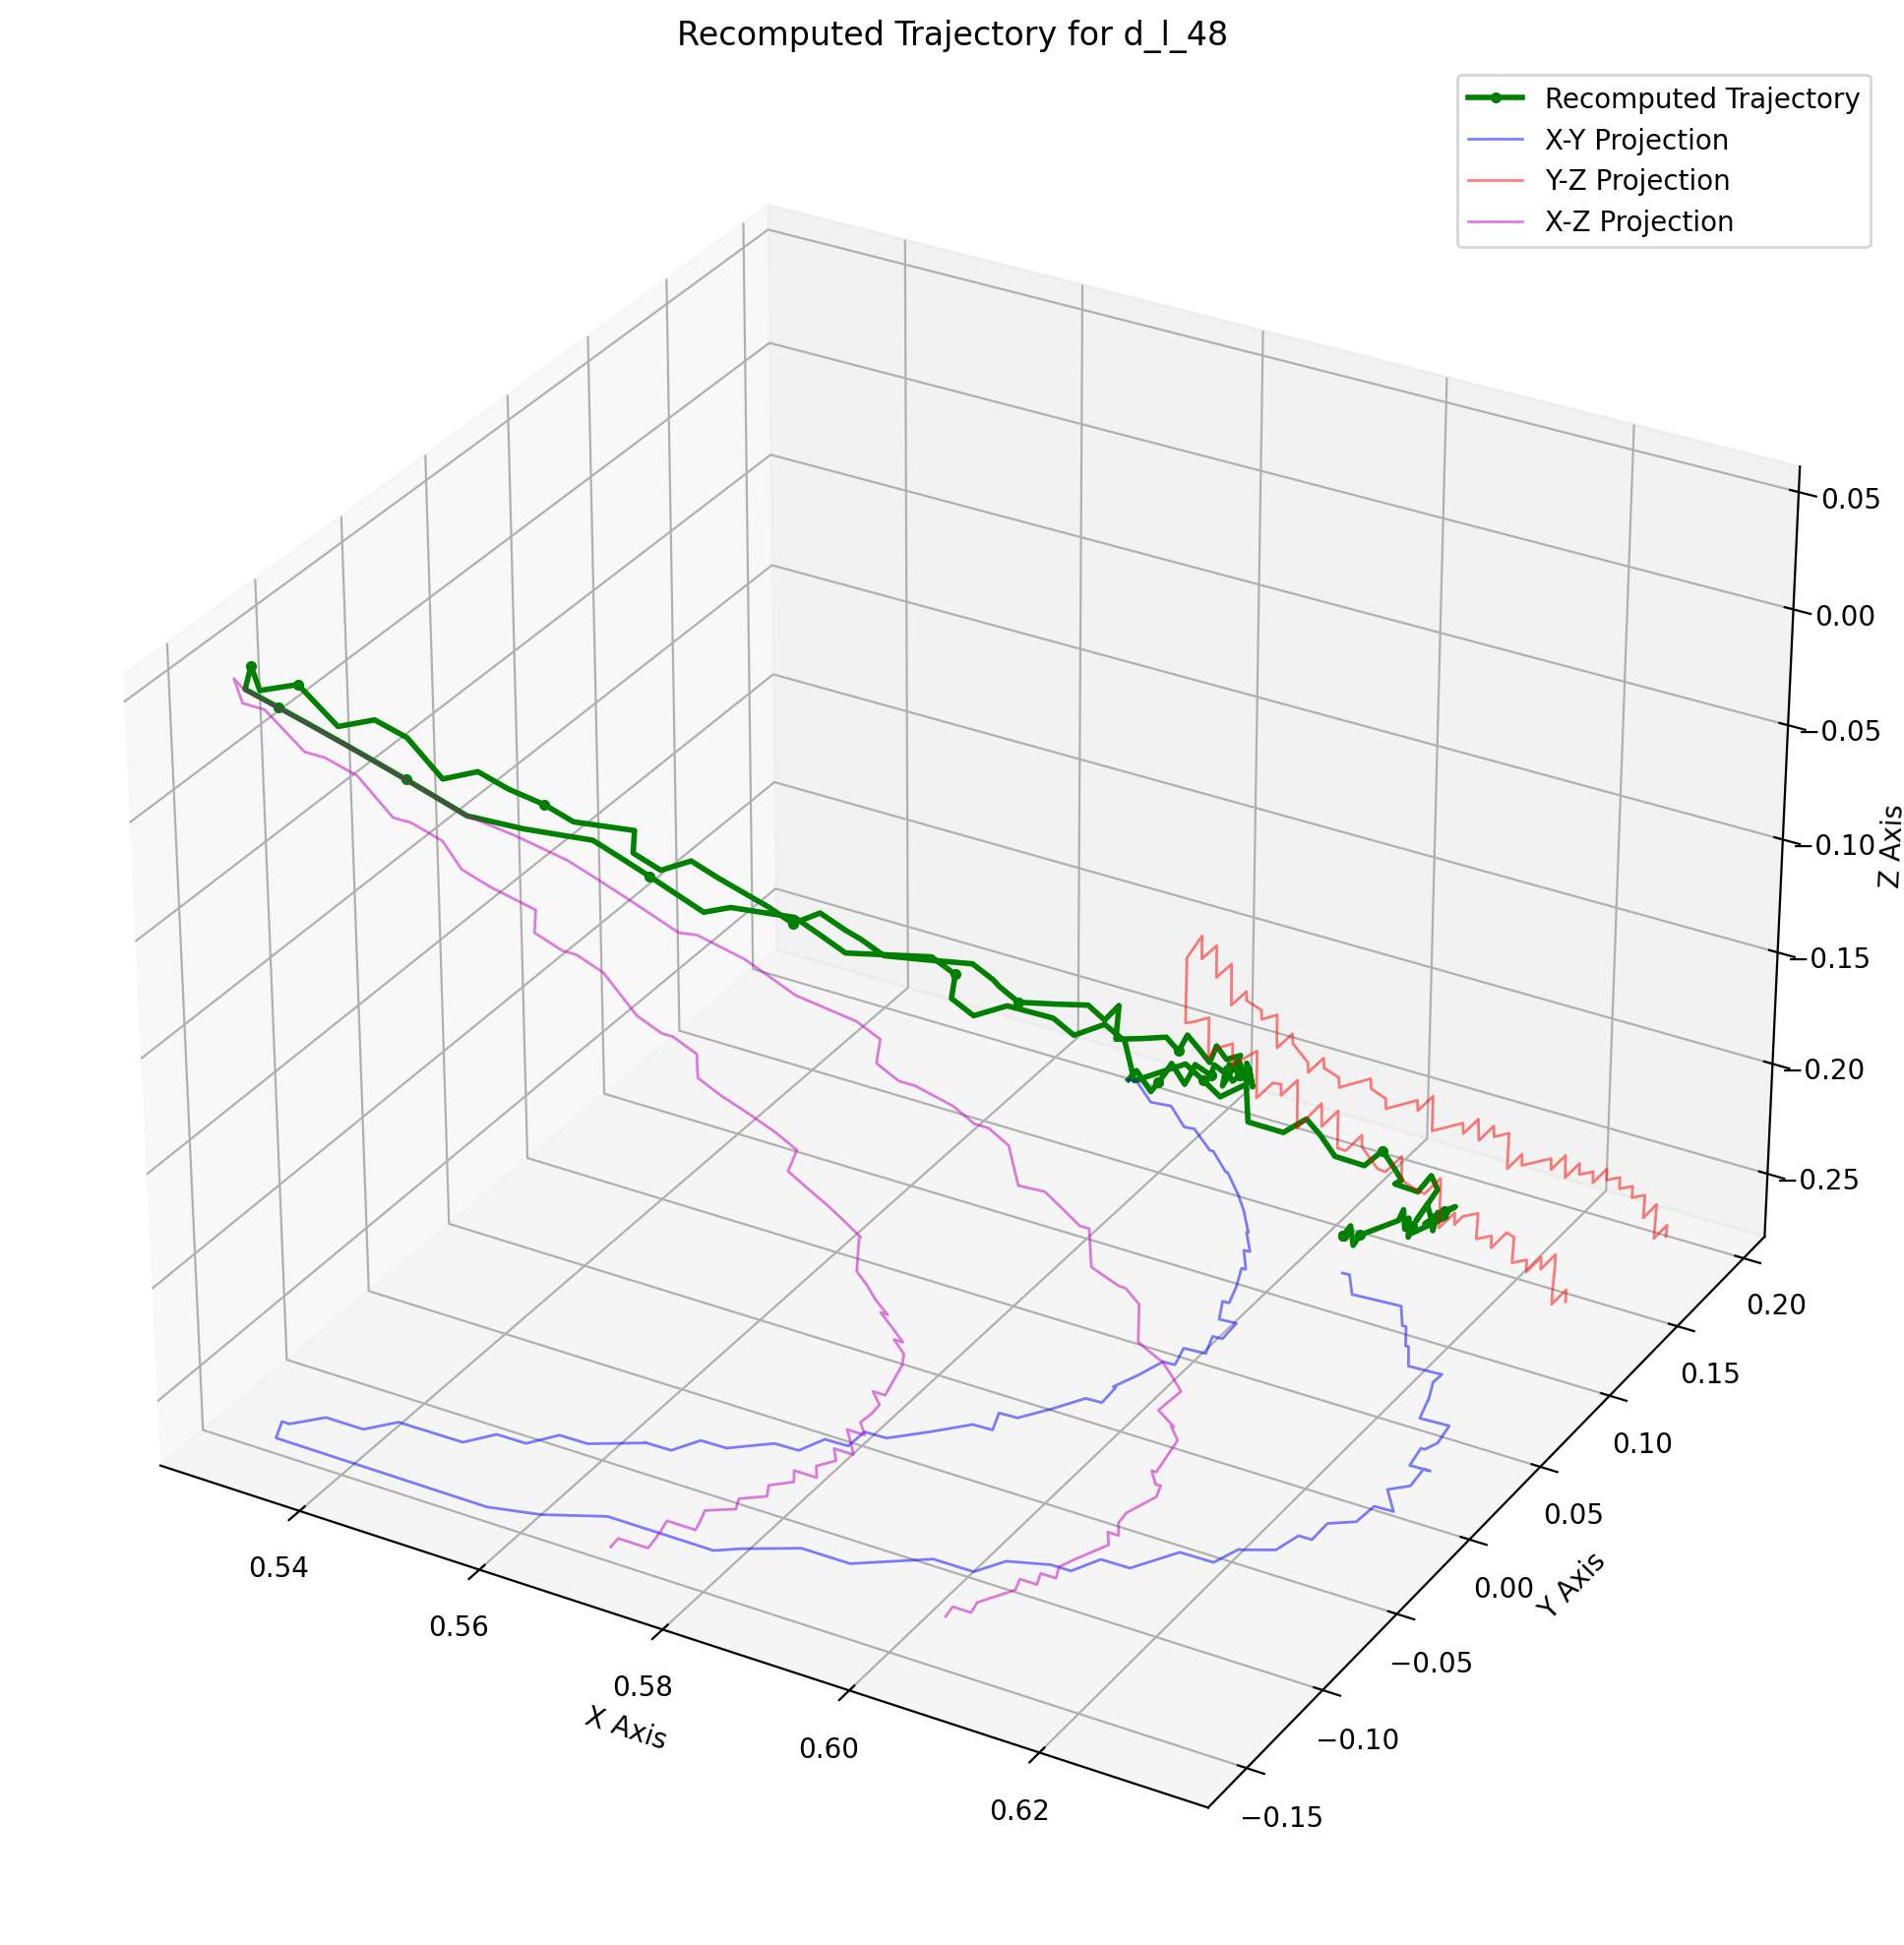 Recomputed Trajectory for d_l_48
Recomputed Trajectory
X-Y Projection
Y-Z Projection
X-Z Projection
0.05
0.00
−0.05
−0.10
−0.15
−0.20
−0.25
Z Axis
0.20
0.15
0.10
0.05
0.00
−0.05
−0.10
−0.15
Y Axis
0.54
0.56
0.58
0.60
0.62
X Axis